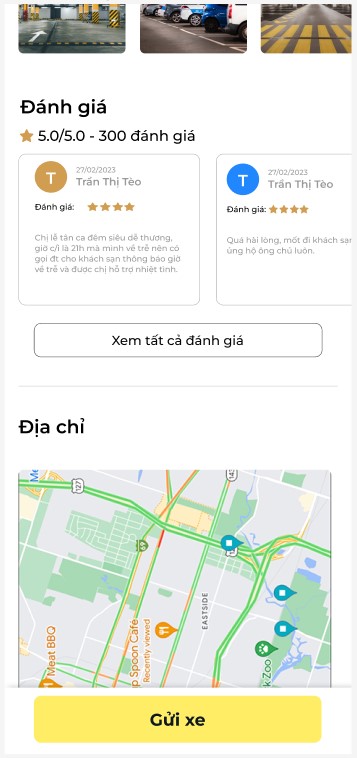 Đánh giá
5.0/5.0 - 300 đánh giá
T
27/02/2023
Trần Thị Tèo
Đánh giá:
Chị lễ tân ca đêm siêu dễ thương,
giờ c/i là 21h mà mình về trễ nên có
gọi đt cho khách sạn thông báo giờ
về trễ và được chị hỗ trợ nhiệt tình.
T
27/02/2023
Trần Thị Tèo
Đánh giá:
Quá hài lòng, mốt đi khách sạn
ủng hộ ông chủ luôn.
Xem tất cả đánh giá
Địa chỉ
127
143
Me
EASTSIDE
Meat BBQ
p Spoon Cafe
Recently viewed
k Zoo
Gửi xe